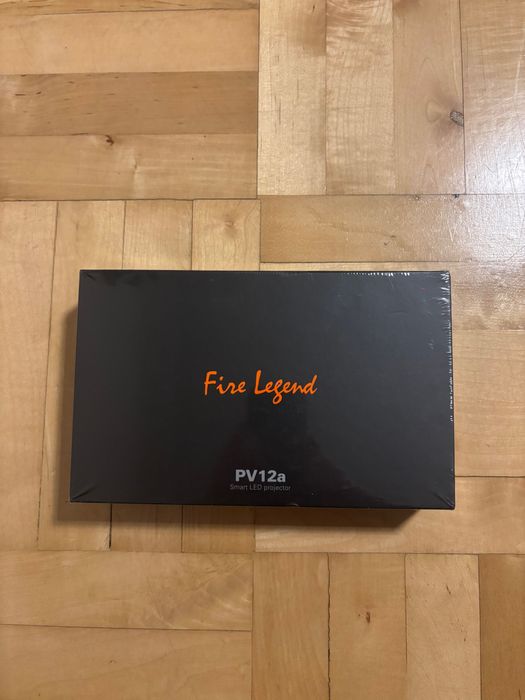 Fire Legend
PV12a
Smart LED projector